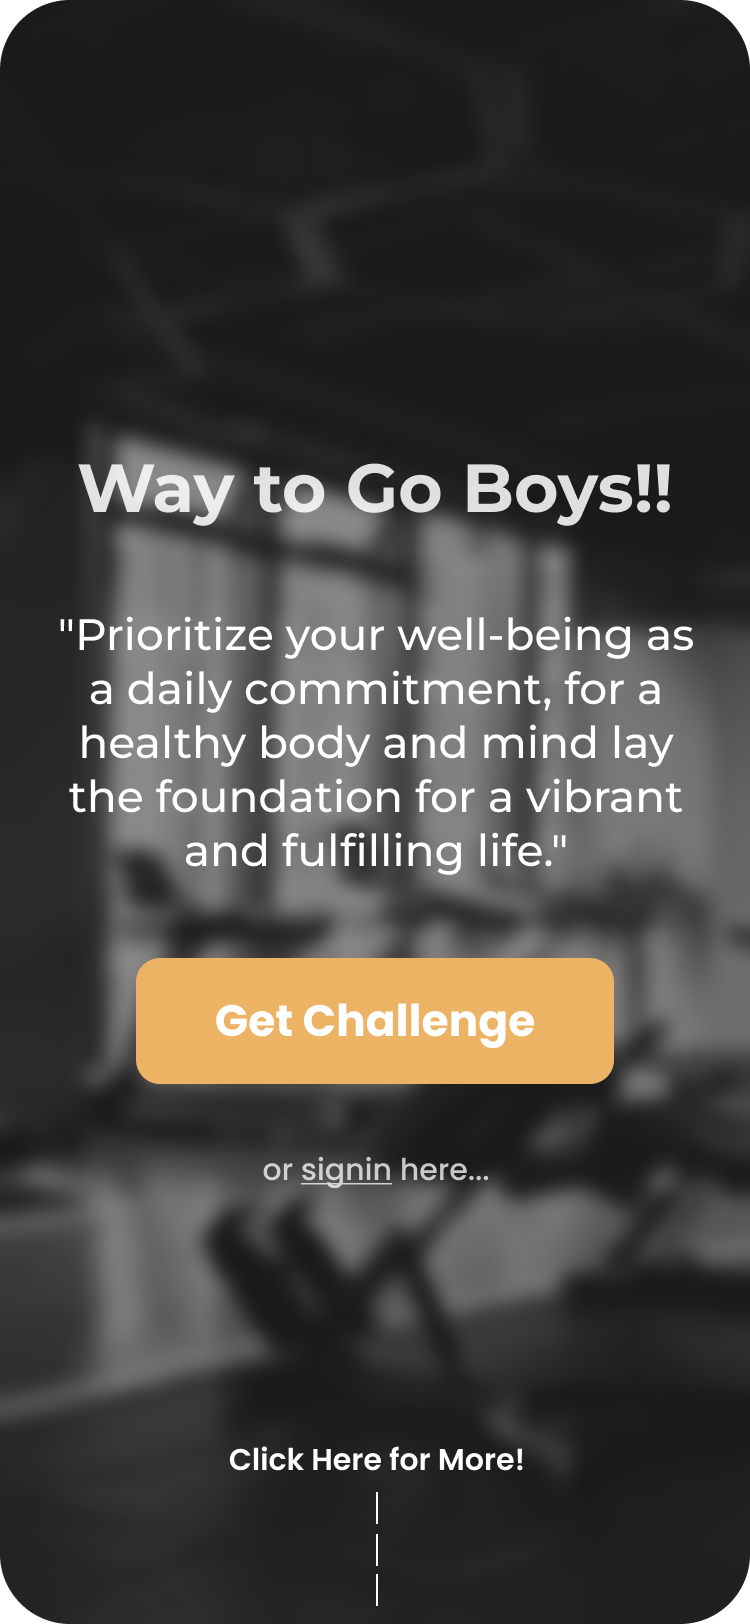 Way to Go Boys!!
"Prioritize your well-being as
a daily commitment, for a
healthy body and mind lay
the foundation for a vibrant
and fulfilling life."
Get Challenge
or signin here...
Click Here for More!